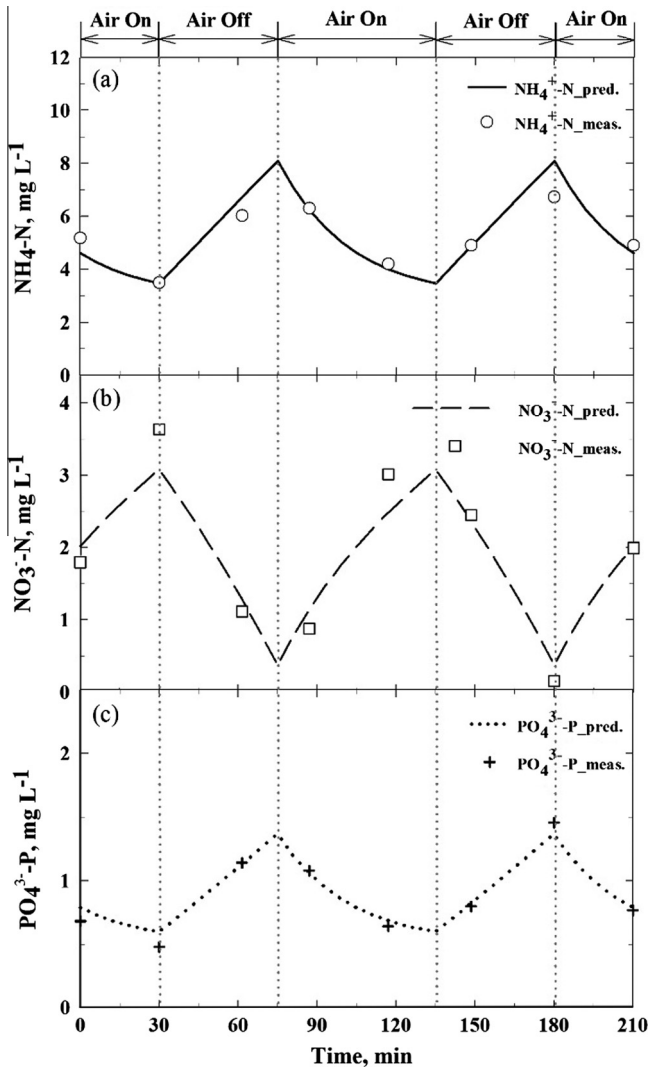 Air On Air Off Air On Air Off Air On
12
(a)
NH4+-N_pred.
10
NH4+-N_meas.
8
6
4
2
0
NH4-N, mg L-1
4
(b)
NO3--N_pred.
NO3--N_meas.
3
2
1
0
NO3--N, mg L-1
(c)
PO43--P_pred.
2
PO43--P_meas.
1
0
PO43--P, mg L-1
0 30 60 90 120 150 180 210
Time, min